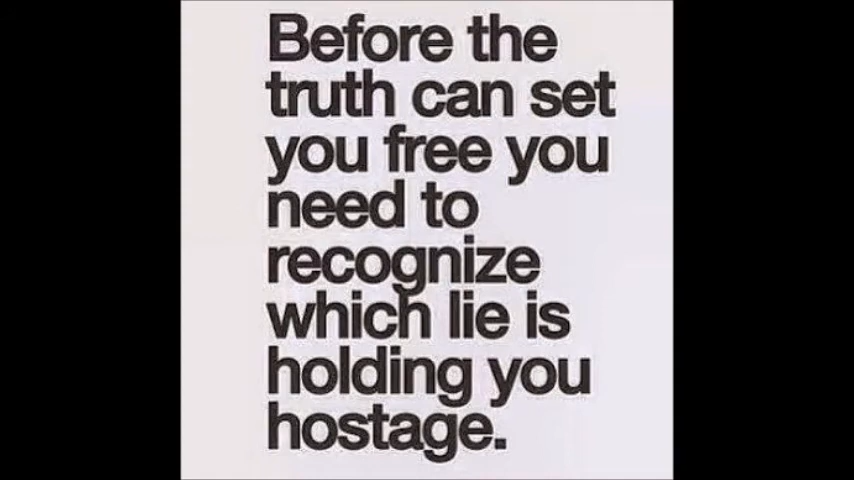 Before the
truth can set
you free you
need to
recognize
which lie is
holding you
hostage.